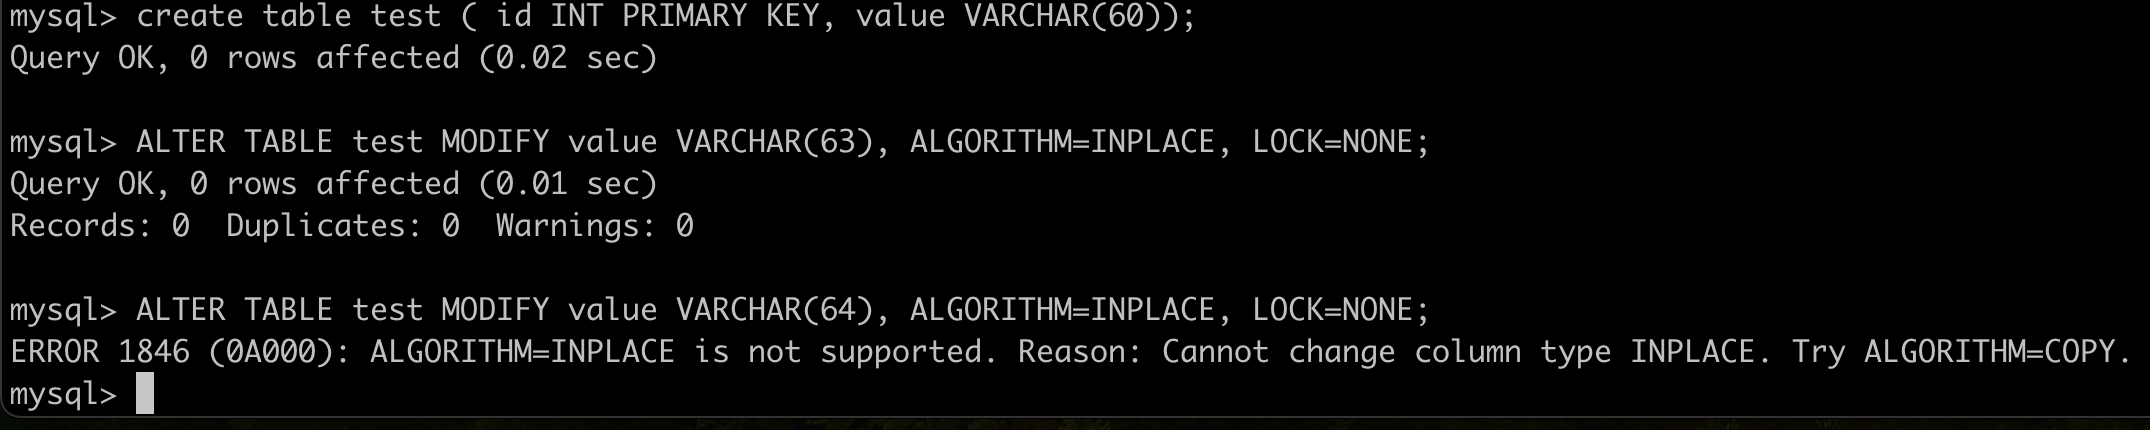 mysql> create table test ( id INT PRIMARY KEY, value VARCHAR(60));
Query OK, 0 rows affected (0.02 sec)
mysql> ALTER TABLE test MODIFY value VARCHAR(63), ALGORITHM=INPLACE, LOCK=NONE;
Query OK, 0 rows affected (0.01 sec)
Records: 0  Duplicates: 0  Warnings: 0
mysql> ALTER TABLE test MODIFY value VARCHAR(64), ALGORITHM=INPLACE, LOCK=NONE;
ERROR 1846 (0A000): ALGORITHM=INPLACE is not supported. Reason: Cannot change column type INPLACE. Try ALGORITHM=COPY.
mysql>